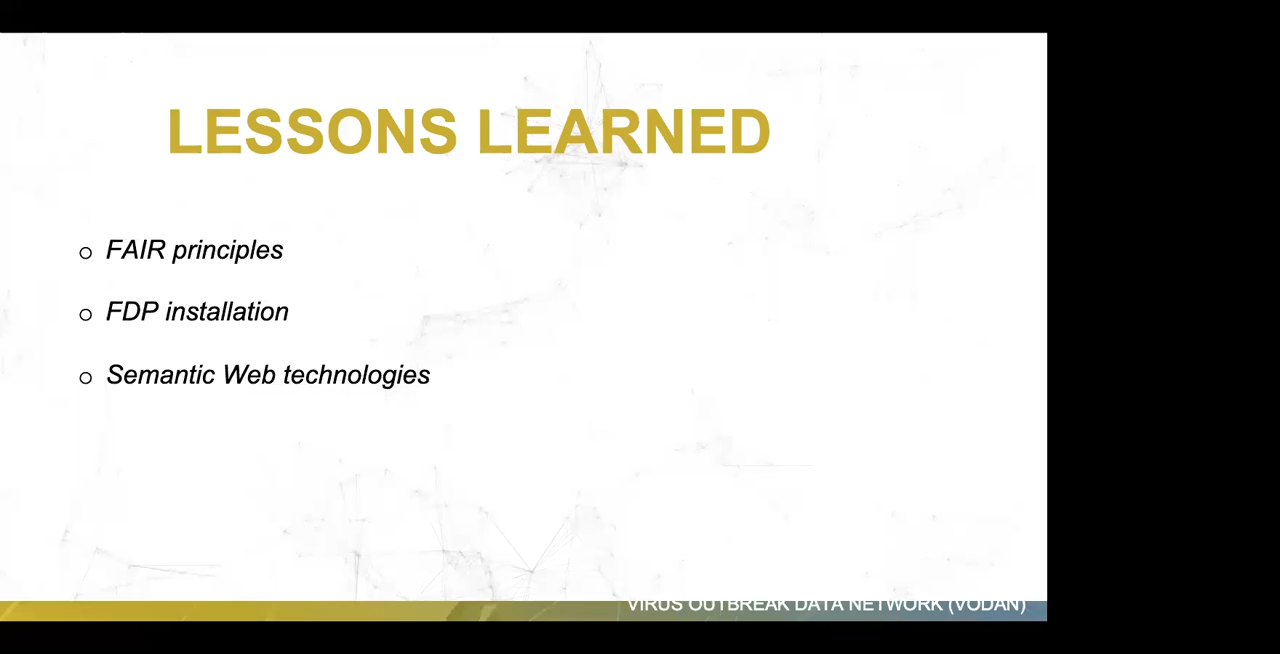 LESSONS LEARNED
FAIR principles
FDP installation
Semantic Web technologies
VIRUS OUTBREAK DATA NETWORK (VODAN)